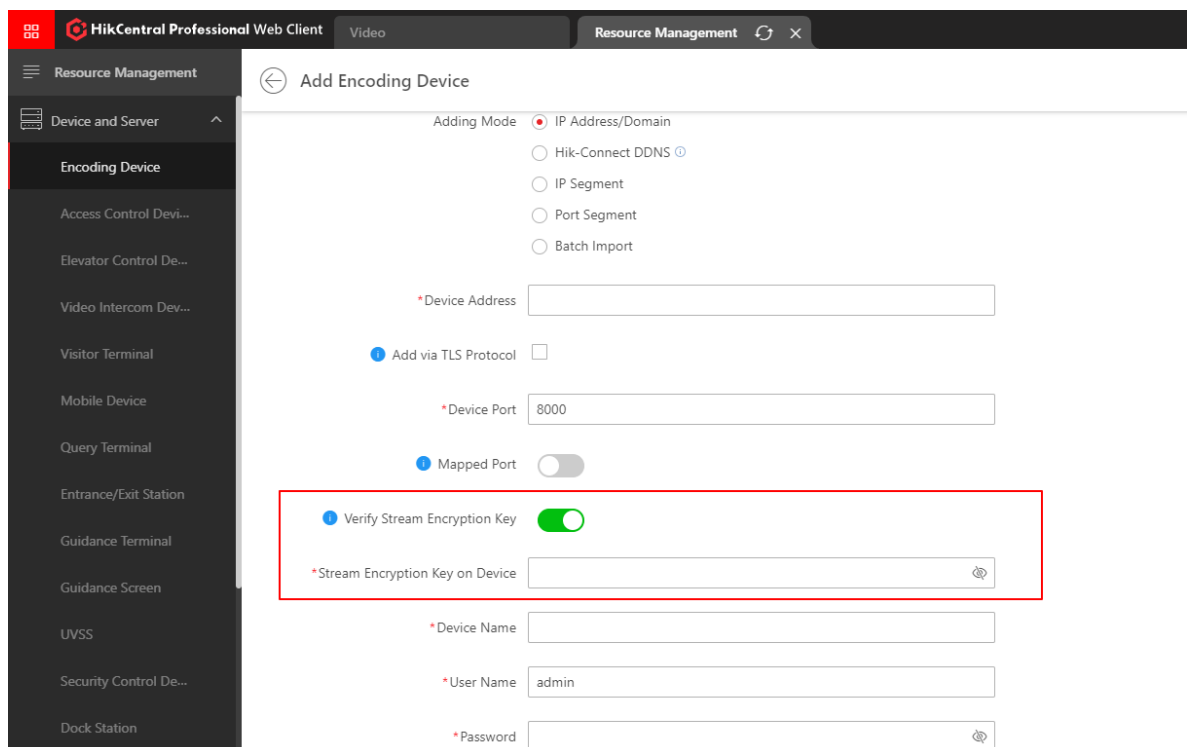 HikCentral Professional Web Client
Video
Resource Management
Resource Management
Add Encoding Device
Device and Server
Encoding Device
Access Control Devi...
Elevator Control De...
Video Intercom Dev...
Visitor Terminal
Mobile Device
Query Terminal
Entrance/Exit Station
Guidance Terminal
Guidance Screen
UVSS
Security Control De...
Dock Station
Adding Mode IP Address/Domain
Hik-Connect DDNS
IP Segment
Port Segment
Batch Import
*Device Address
Add via TLS Protocol
*Device Port 8000
Mapped Port
Verify Stream Encryption Key
*Stream Encryption Key on Device
*Device Name
*User Name admin
*Password